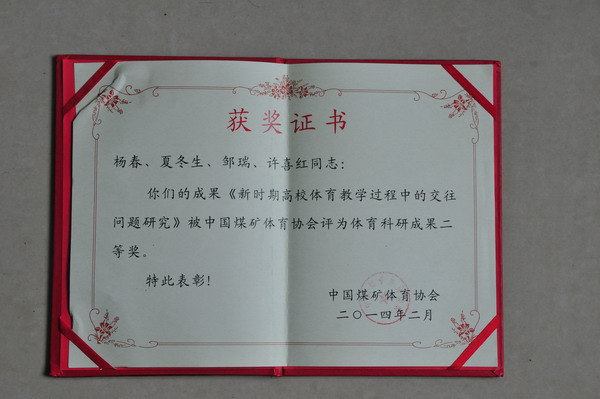 获奖证书
杨春、夏冬生、邹瑞、许喜红同志:
你们的成果《新时期高校体育教学过程中的交往
问题研究》被中国煤矿体育协会评为体育科研成果二
等奖。
特此表彰!
中国煤矿体育协会
二〇一四年二月